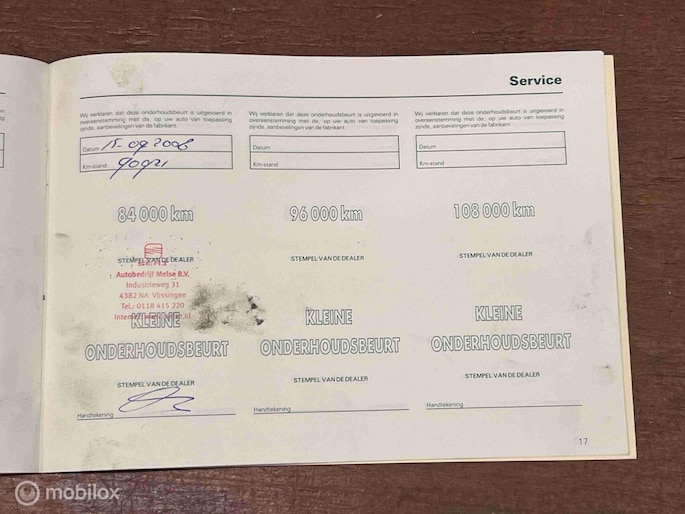 Service
Wij verklaren dat deze onderhoudsbeurt is uitgevoerd in
overeenstemming met de, op uw auto van toepassing
zijnde, aanbevelingen van de fabrikant.
Datum 15-09-2008
Km-stand
84 000 km
STEMPEL VAN DE DEALER
SEAT
Autobedrijf Melse B.V.
Industrieweg 31
4382 NA Vlissingen
Tel.: 0118 415 220
KLEINE
ONDERHOUDSBEURT
STEMPEL VAN DE DEALER
Handtekening
Wij verklaren dat deze onderhoudsbeurt is uitgevoerd in
overeenstemming met de, op uw auto van toepassing
zijnde, aanbevelingen van de fabrikant.
Datum
Km-stand
96 000 km
STEMPEL VAN DE DEALER
KLEINE
ONDERHOUDSBEURT
STEMPEL VAN DE DEALER
Handtekening
Wij verklaren dat deze onderhoudsbeurt is uitgevoerd in
overeenstemming met de, op uw auto van toepassing
zijnde, aanbevelingen van de fabrikant.
Datum
Km-stand
108 000 km
STEMPEL VAN DE DEALER
KLEINE
ONDERHOUDSBEURT
STEMPEL VAN DE DEALER
Handtekening
17
mobilox